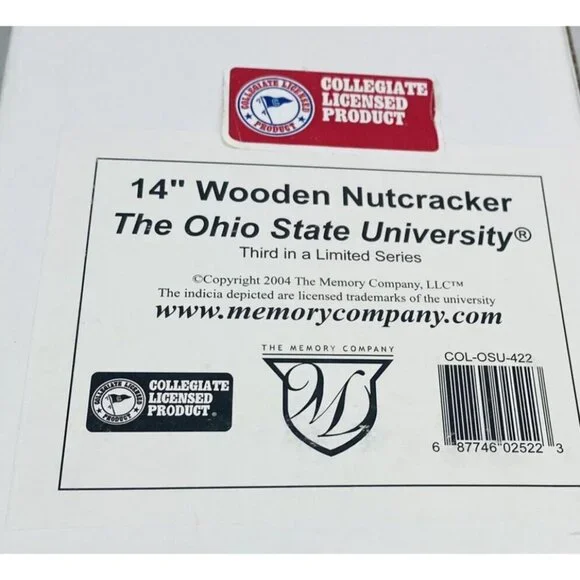 COLLEGIATE LICENSED PRODUCT
COLLEGIATE
LICENSED
PRODUCT
14" Wooden Nutcracker
The Ohio State University®
Third in a Limited Series
©Copyright 2004 The Memory Company, LLC™
The indicia depicted are licensed trademarks of the university
www.memorycompany.com
THE MEMORY COMPANY
M
COL-OSU-422
COLLEGIATE LICENSED PRODUCT
COLLEGIATE
LICENSED
PRODUCT®
6 87746 02522 3